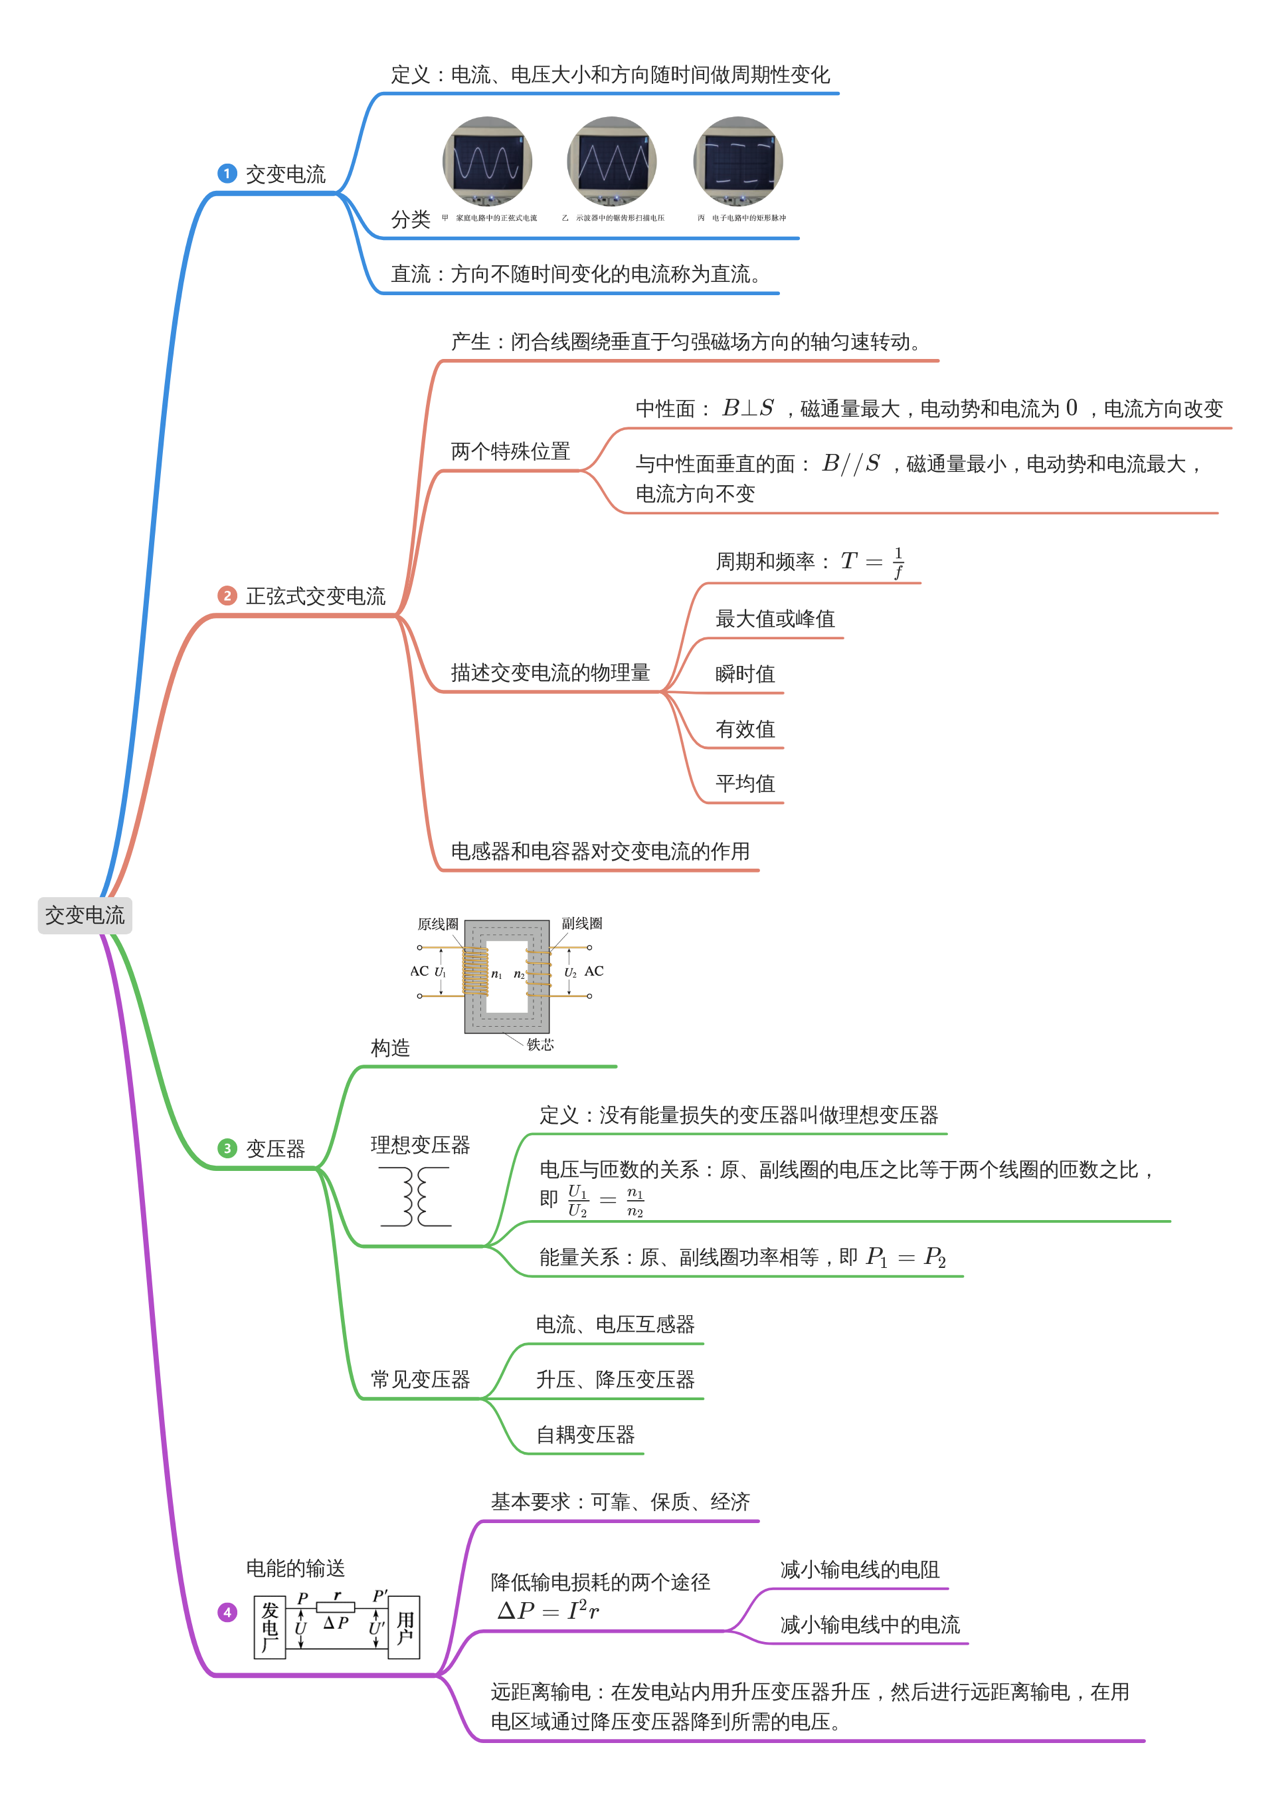 定义：电流、电压大小和方向随时间做周期性变化
1 交变电流
分类
甲 家庭电路中的正弦式电流
乙 示波器中的锯齿形扫描电压
丙 电子电路中的矩形脉冲
直流：方向不随时间变化的电流称为直流。
产生：闭合线圈绕垂直于匀强磁场方向的轴匀速转动。
中性面： B⊥S ，磁通量最大，电动势和电流为 0 ，电流方向改变
两个特殊位置
与中性面垂直的面： B//S ，磁通量最小，电动势和电流最大，
电流方向不变
周期和频率： T = 1/f
2 正弦式交变电流
最大值或峰值
描述交变电流的物理量
瞬时值
有效值
平均值
电感器和电容器对交变电流的作用
交变电流
原线圈
副线圈
AC U₁ n₁ n₂ U₂ AC
铁芯
构造
定义：没有能量损失的变压器叫做理想变压器
3 变压器
理想变压器
电压与匝数的关系：原、副线圈的电压之比等于两个线圈的匝数之比，
即 U₁/U₂ = n₁/n₂
能量关系：原、副线圈功率相等，即 P₁ = P₂
电流、电压互感器
常见变压器
升压、降压变压器
自耦变压器
基本要求：可靠、保质、经济
4 电能的输送
发电厂
P r P′
U ΔP U′
用户
降低输电损耗的两个途径
ΔP = I²r
减小输电线的电阻
减小输电线中的电流
远距离输电：在发电站内用升压变压器升压，然后进行远距离输电，在用
电区域通过降压变压器降到所需的电压。